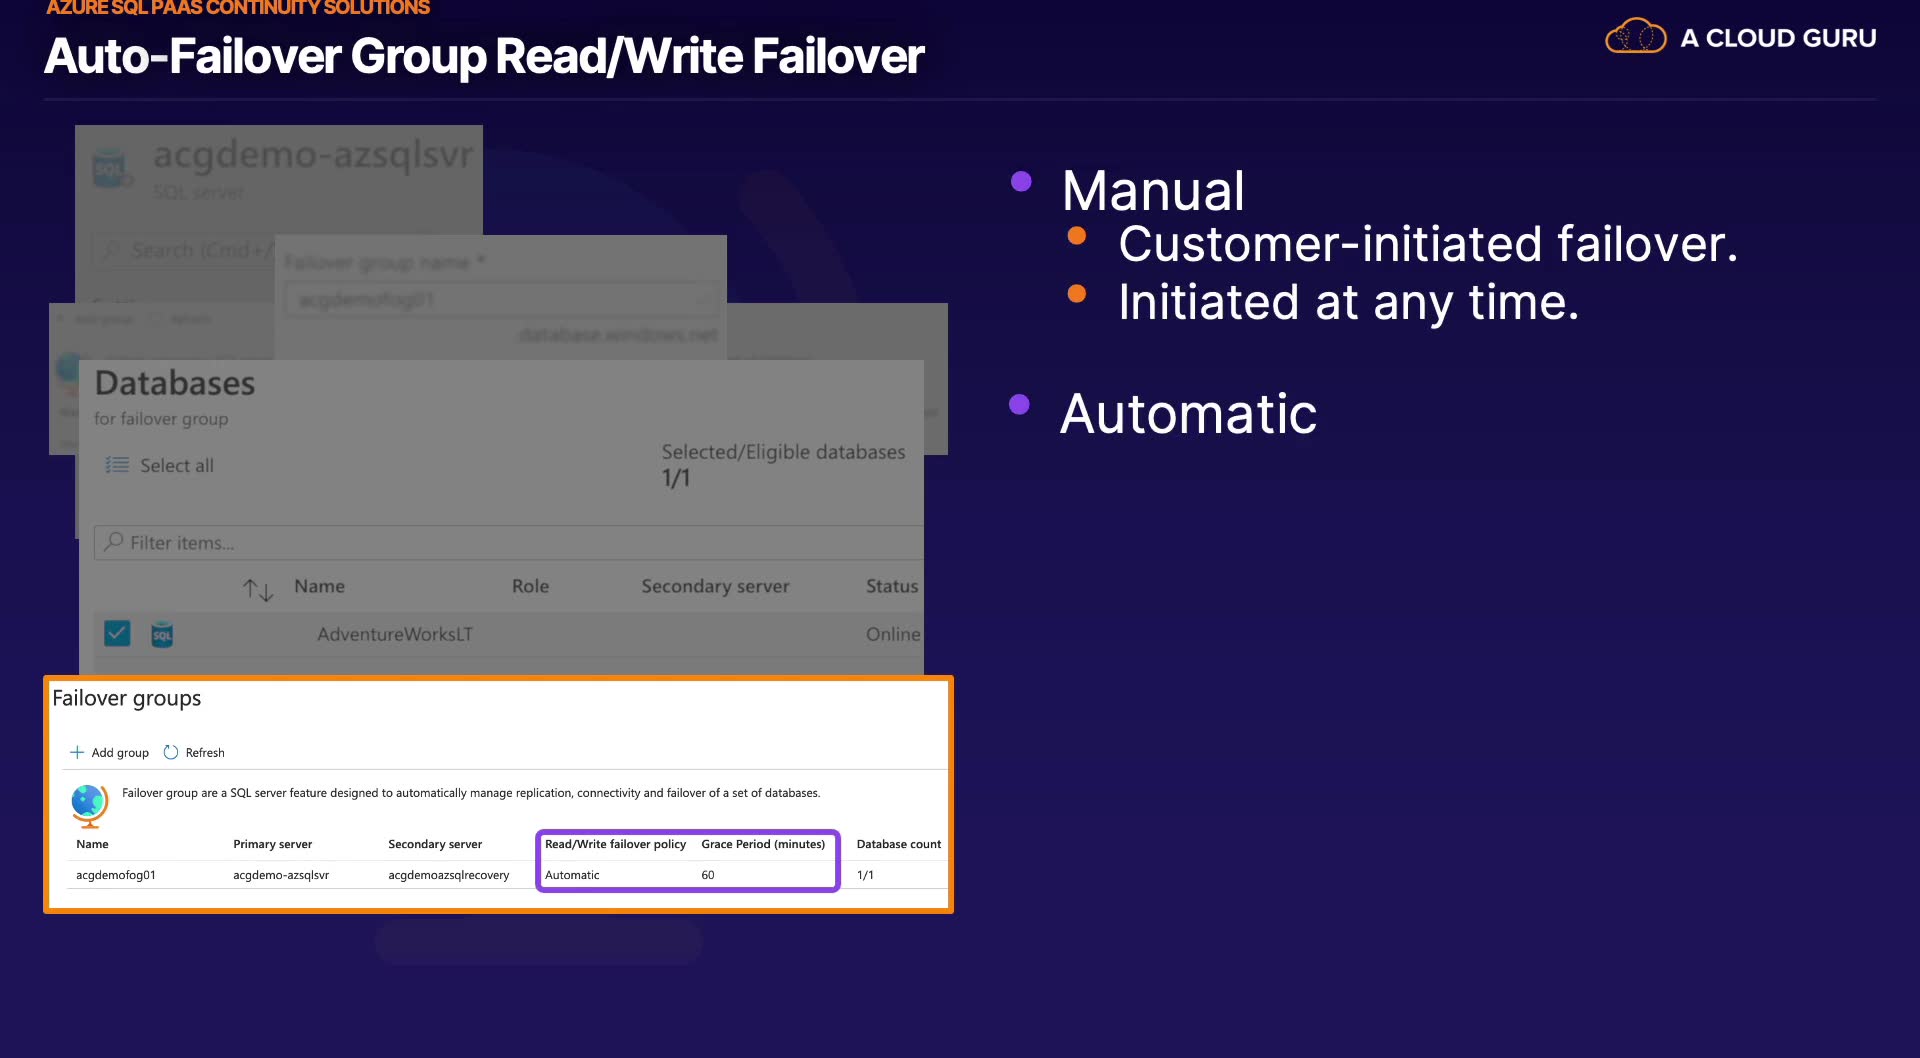 AZURE SQL PAAS CONTINUITY SOLUTIONS
Auto-Failover Group Read/Write Failover
A CLOUD GURU
acgdemo-azsqlsvr
SQL server
Search (Cmd+/
Failover group name *
acgdemofog01
.database.windows.net
Add group Refresh
Databases
for failover group
Select all
Selected/Eligible databases
1/1
Filter items...
Name Role Secondary server Status
AdventureWorksLT Online
Failover groups
Add group Refresh
Failover group are a SQL server feature designed to automatically manage replication, connectivity and failover of a set of databases.
Name Primary server Secondary server Read/Write failover policy Grace Period (minutes) Database count
acgdemofog01 acgdemo-azsqlsvr acgdemoazsqlrecovery Automatic 60 1/1
Manual
Customer-initiated failover.
Initiated at any time.
Automatic